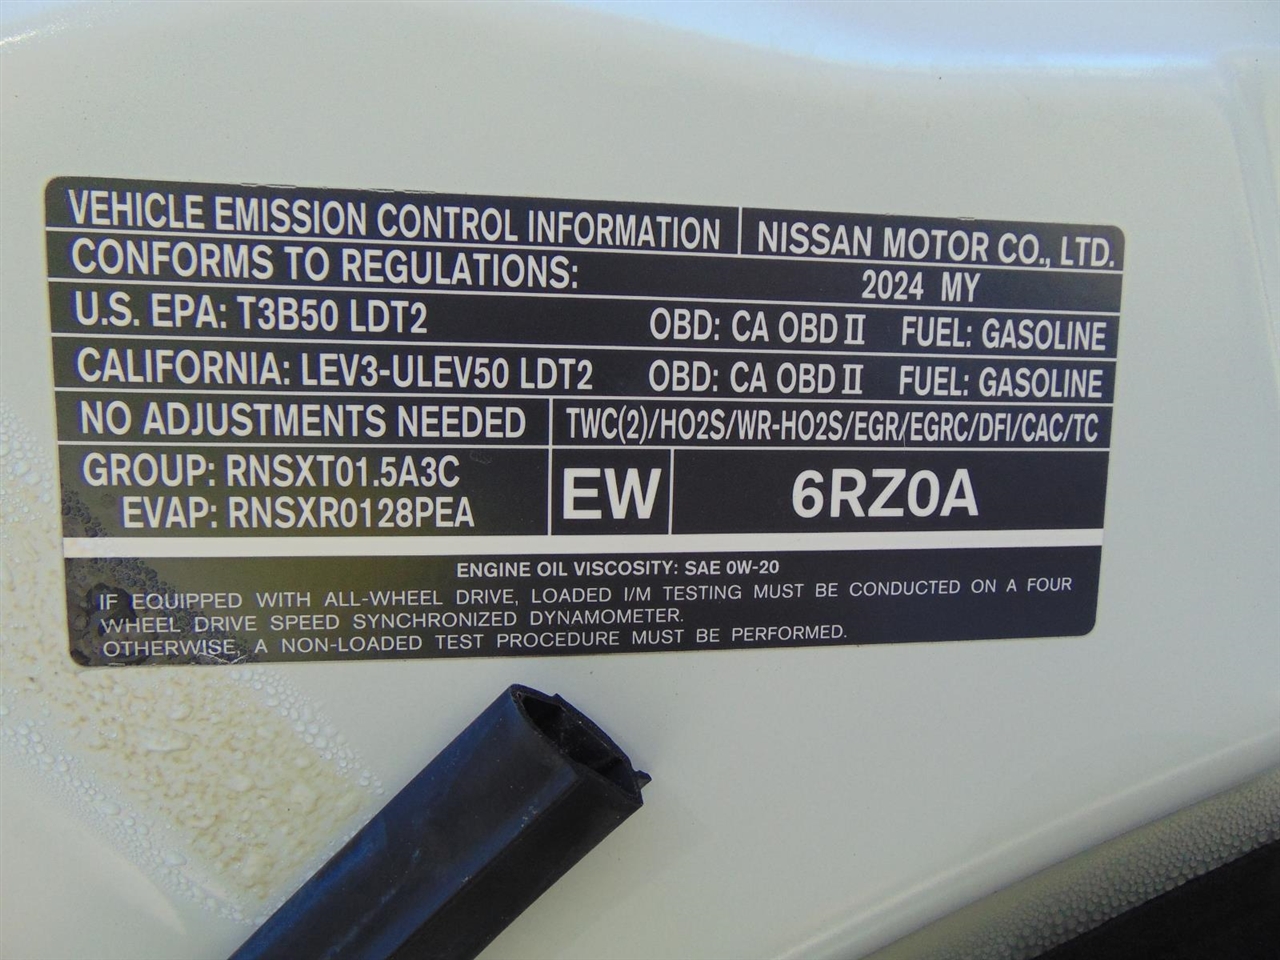 VEHICLE EMISSION CONTROL INFORMATION NISSAN MOTOR CO., LTD.
CONFORMS TO REGULATIONS: 2024 MY
U.S. EPA: T3B50 LDT2 OBD: CA OBD II FUEL: GASOLINE
CALIFORNIA: LEV3-ULEV50 LDT2 OBD: CA OBD II FUEL: GASOLINE
NO ADJUSTMENTS NEEDED TWC(2)/HO2S/WR-HO2S/EGR/EGRC/DFI/CAC/TC
GROUP: RNSXT01.5A3C
EVAP: RNSXR0128PEA
EW 6RZ0A
ENGINE OIL VISCOSITY: SAE 0W-20
IF EQUIPPED WITH ALL-WHEEL DRIVE, LOADED I/M TESTING MUST BE CONDUCTED ON A FOUR
WHEEL DRIVE SPEED SYNCHRONIZED DYNAMOMETER.
OTHERWISE, A NON-LOADED TEST PROCEDURE MUST BE PERFORMED.